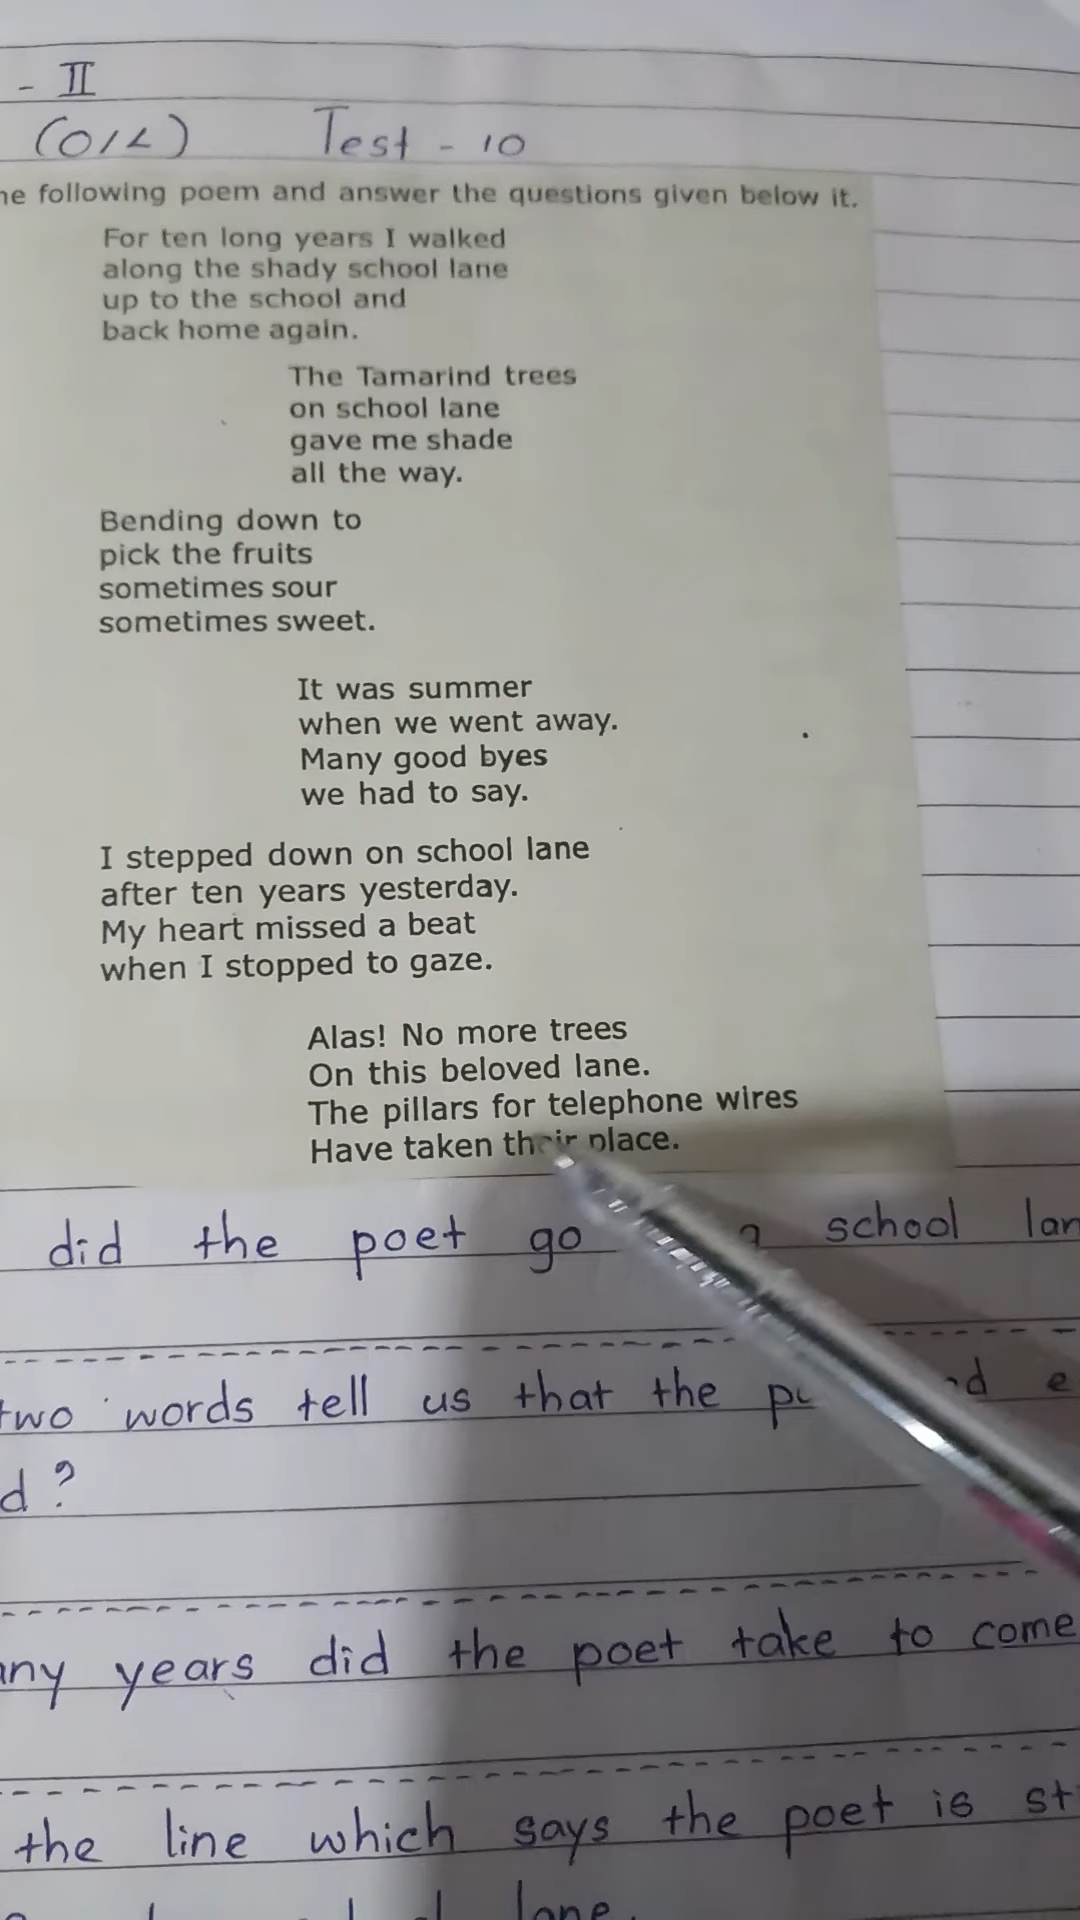 - II
(O/L) Test - 10
following poem and answer the questions given below it.
For ten long years I walked
along the shady school lane
up to the school and
back home again.
The Tamarind trees
on school lane
gave me shade
all the way.
Bending down to
pick the fruits
sometimes sour
sometimes sweet.
It was summer
when we went away.
Many good byes
we had to say.
I stepped down on school lane
after ten years yesterday.
My heart missed a beat
when I stopped to gaze.
Alas! No more trees
On this beloved lane.
The pillars for telephone wires
Have taken their place.
did the poet go school
two words tell us that the
years did the poet take to come
the line which says the poet is
lane.